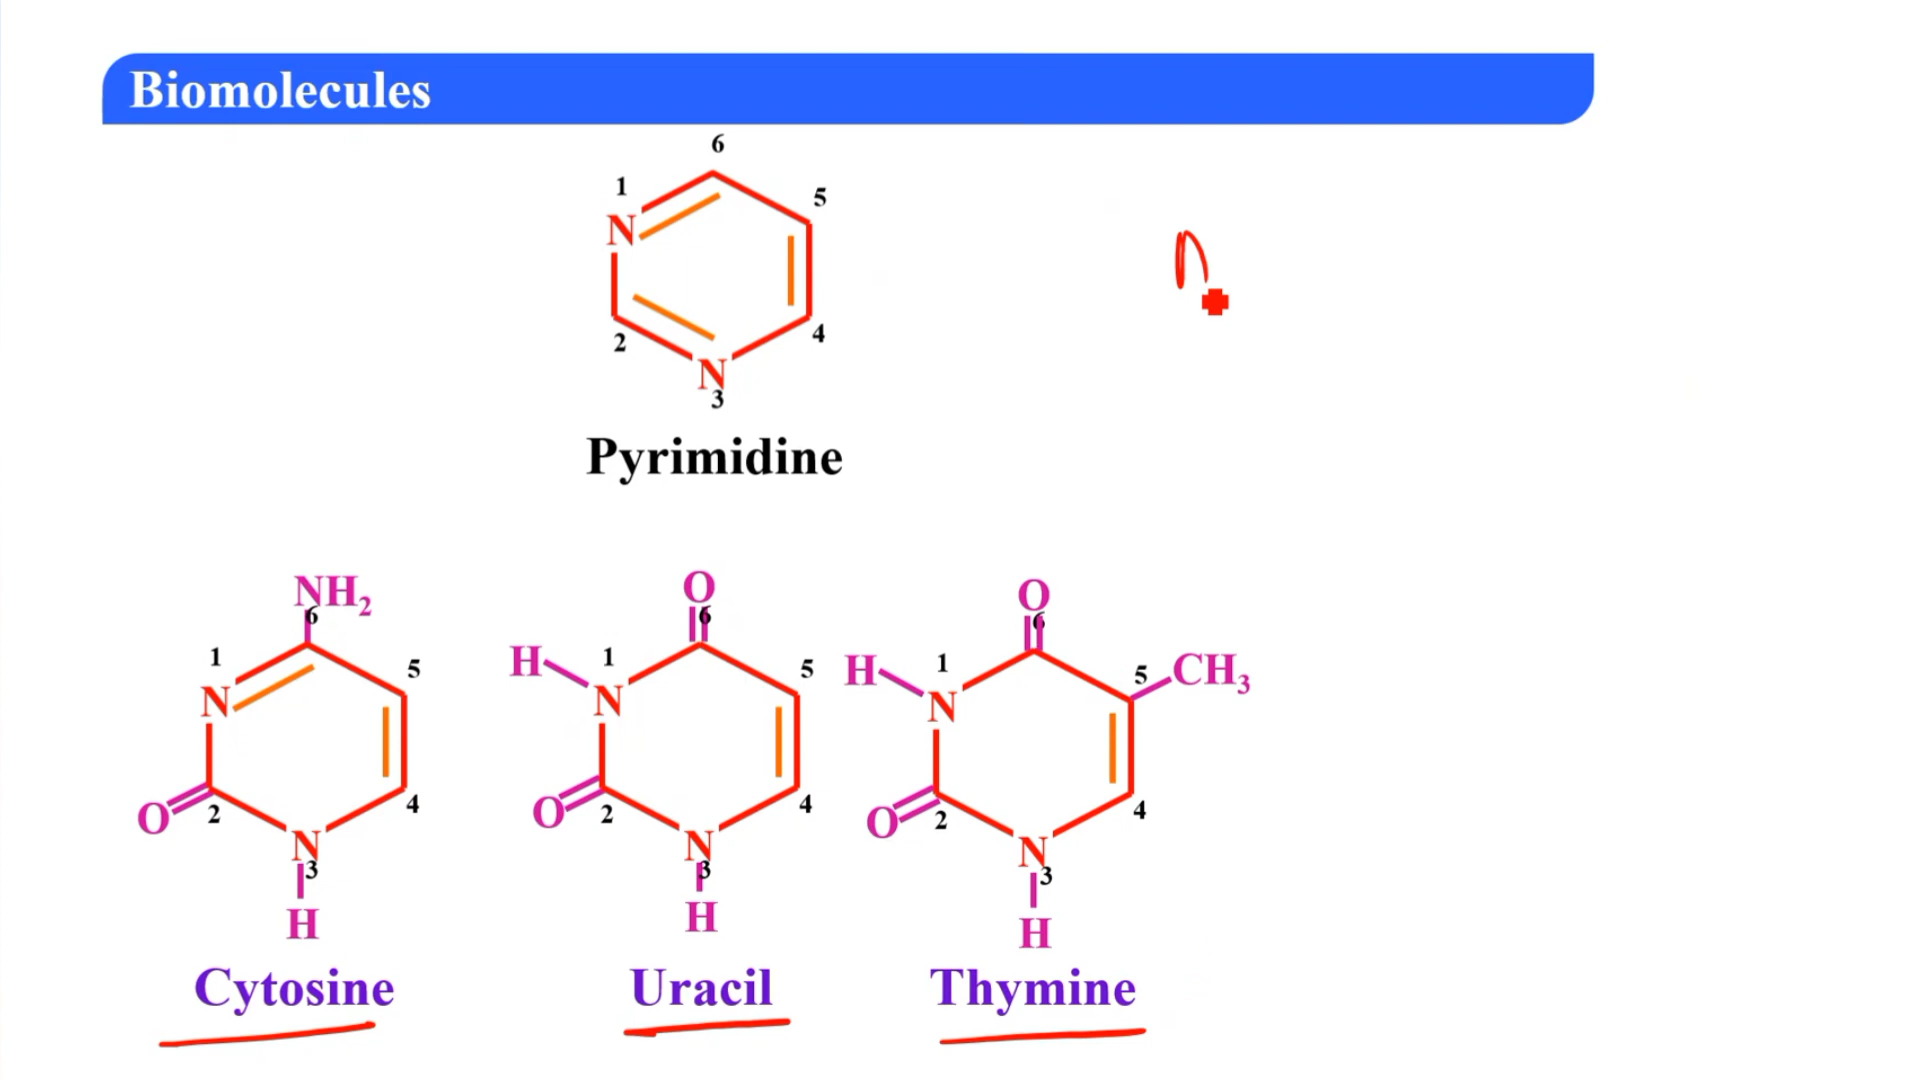 Biomolecules
6
1
5
N
2
4
N
3
Pyrimidine
NH₂
6
1
5
N
O
2
4
N
3
H
Cytosine
O
6
H
1
5
N
O
2
4
N
3
H
Uracil
O
6
H
1
5
CH₃
N
O
2
4
N
3
H
Thymine